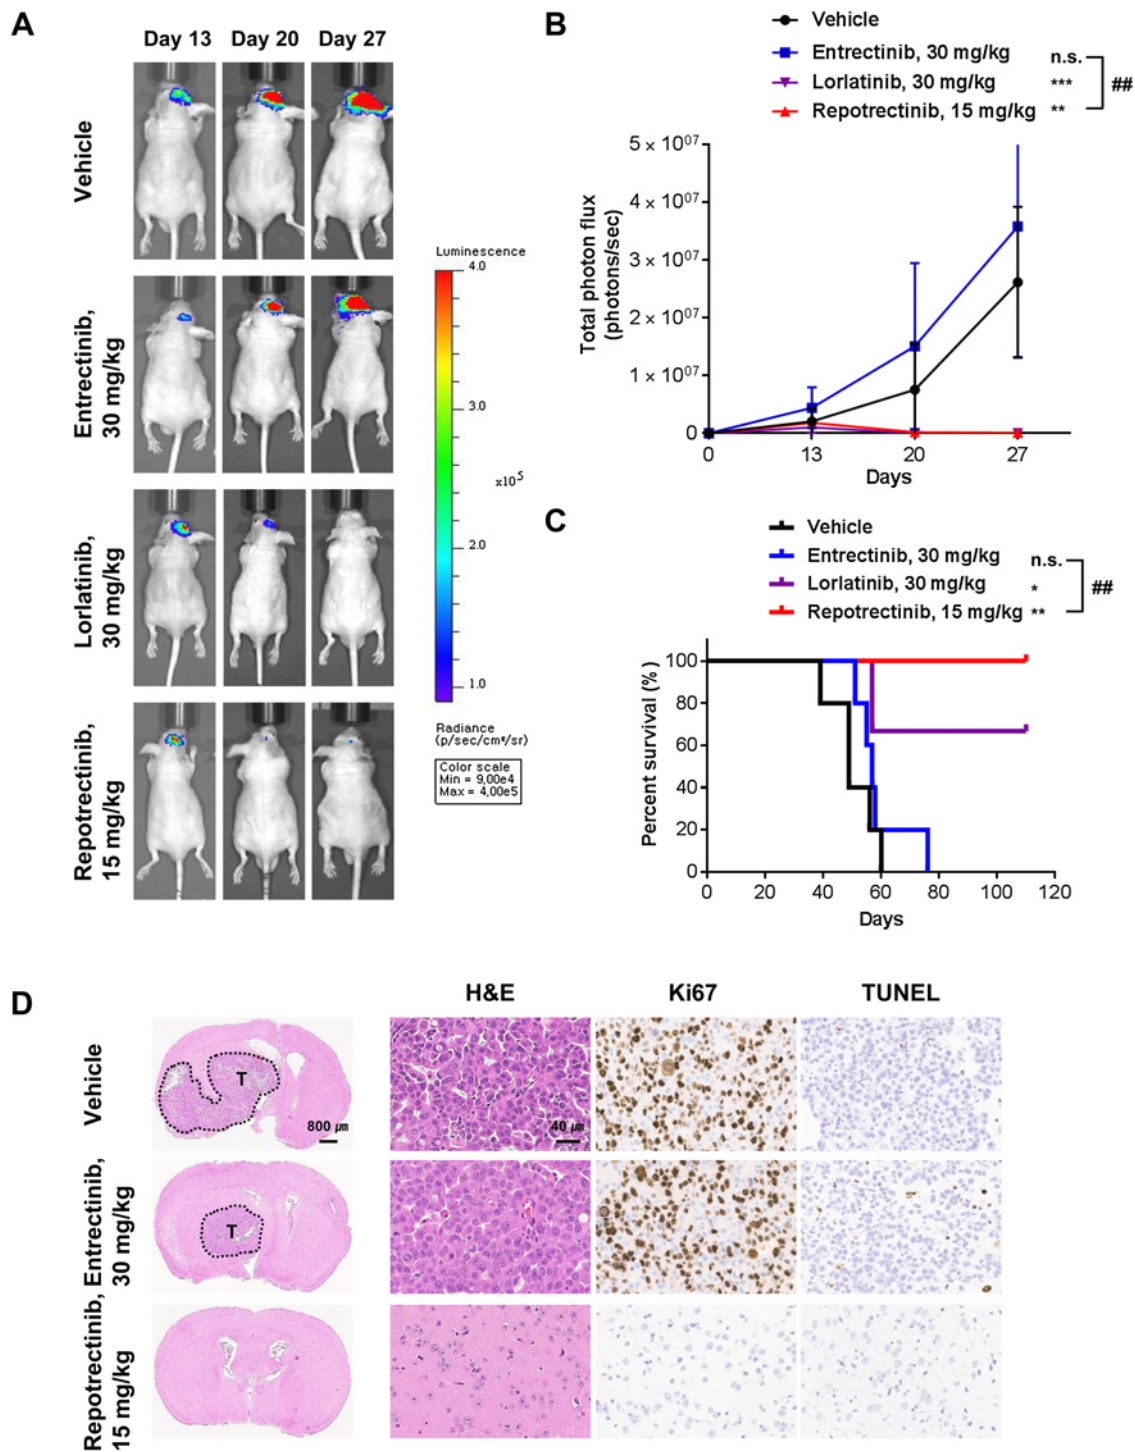 A
Day 13 Day 20 Day 27
Vehicle
Entrectinib,
30 mg/kg
Lorlatinib,
30 mg/kg
Repotrectinib,
15 mg/kg
Luminescence
4.0
3.0
x10⁵
2.0
1.0
Radiance
(p/sec/cm²/sr)
Color scale
Min = 9.00e4
Max = 4.00e5
B
Vehicle
Entrectinib, 30 mg/kg n.s.
Lorlatinib, 30 mg/kg ***
Repotrectinib, 15 mg/kg **
##
Total photon flux
(photons/sec)
5 × 10⁰⁷
4 × 10⁰⁷
3 × 10⁰⁷
2 × 10⁰⁷
1 × 10⁰⁷
0
0 13 20 27
Days
C
Vehicle
Entrectinib, 30 mg/kg n.s.
Lorlatinib, 30 mg/kg *
Repotrectinib, 15 mg/kg **
##
Percent survival (%)
100
80
60
40
20
0
0 20 40 60 80 100 120
Days
D
H&E Ki67 TUNEL
Vehicle
T
800 µm
40 µm
Entrectinib,
30 mg/kg
T
Repotrectinib,
15 mg/kg